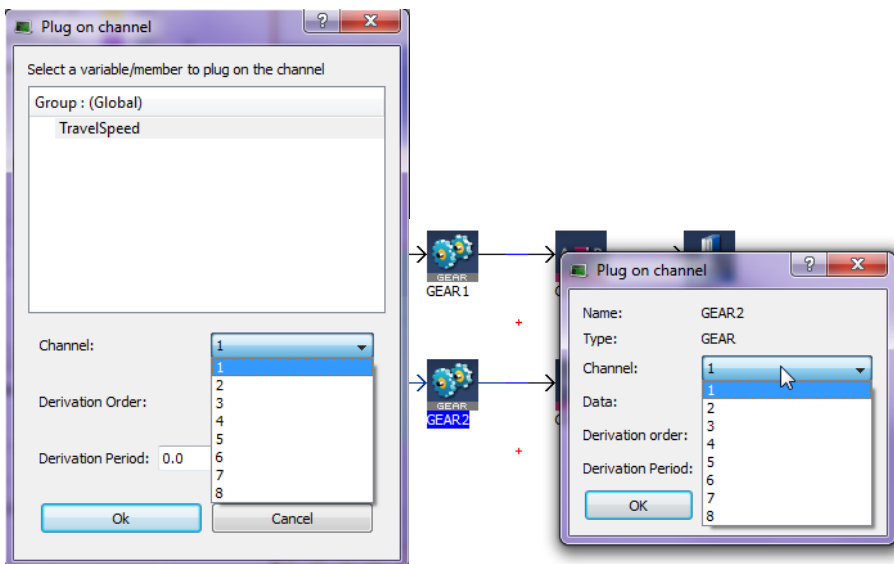 Plug on channel
Select a variable/member to plug on the channel
Group : (Global)
TravelSpeed
Channel:
1
1
2
3
4
5
6
7
8
Derivation Order:
Derivation Period:
0.0
Ok
Cancel
GEAR
GEAR1
GEAR
GEAR2
Plug on channel
Name:
GEAR2
Type:
GEAR
Channel:
1
1
2
3
4
5
6
7
8
Data:
Derivation order:
Derivation Period:
OK